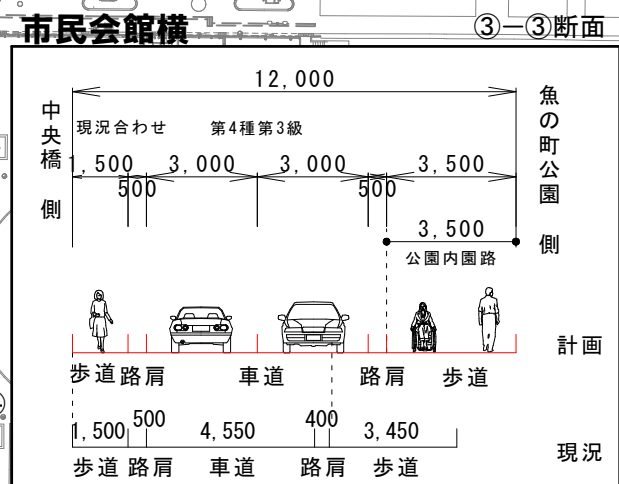 市民会館横
③－③断面
12,000
中央橋側
魚の町公園側
現況合わせ 第4種第3級
1,500 500 3,000 3,000 500 3,500
3,500
公園内園路
計画
歩道 路肩 車道 路肩 歩道
1,500 500 4,550 400 3,450
現況
歩道 路肩 車道 路肩 歩道